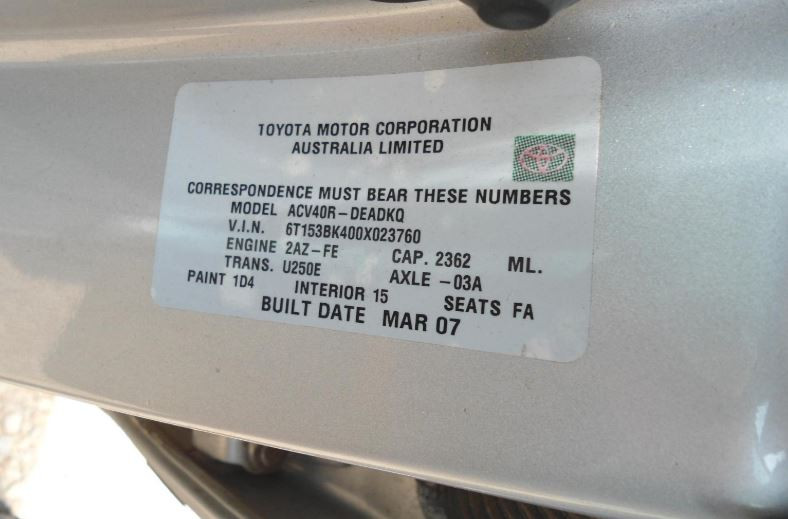 TOYOTA MOTOR CORPORATION
AUSTRALIA LIMITED
CORRESPONDENCE MUST BEAR THESE NUMBERS
MODEL ACV40R-DEADKQ
V.I.N. 6T153BK400X023760
ENGINE 2AZ-FE CAP. 2362 ML.
TRANS. U250E AXLE -03A
PAINT 1D4 INTERIOR 15 SEATS FA
BUILT DATE MAR 07